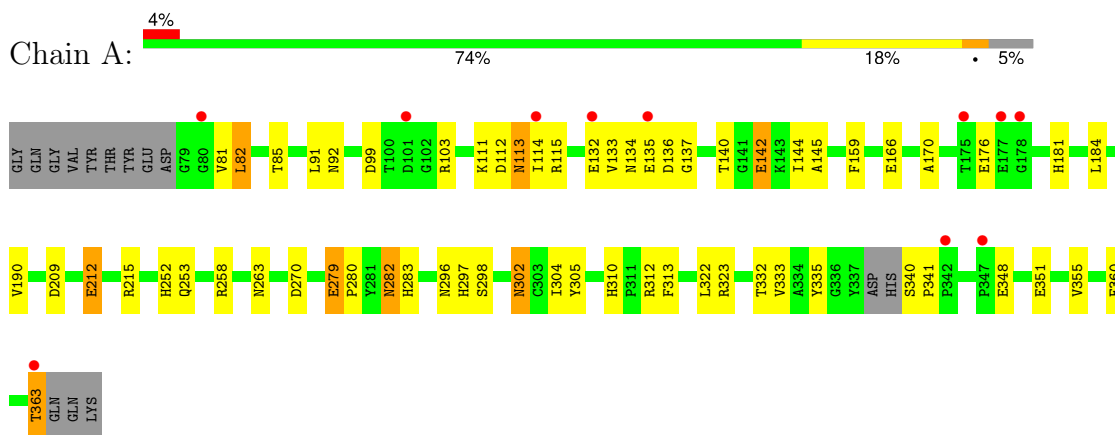 4%
Chain A:
74% 18% • 5%
GLY GLN GLY VAL TYR THR TYR GLU ASP G79 G80 V81 L82 T85 L91 N92 D99 T100 D101 G102 R103 K111 D112 N113 I114 R115 E132 V133 N134 E135 D136 G137 T140 G141 E142 K143 I144 A145 F159 E166 A170 T175 E176 E177 G178 H181 L184
V190 D209 E212 R215 H252 Q253 R258 N263 D270 E279 P280 Y281 N282 H283 N296 H297 S298 N302 C303 I304 Y305 H310 P311 R312 F313 L322 R323 T332 V333 A334 Y335 G336 Y337 ASP HIS S340 P341 P342 P347 E348 E351 V355
T363 GLN GLN LYS